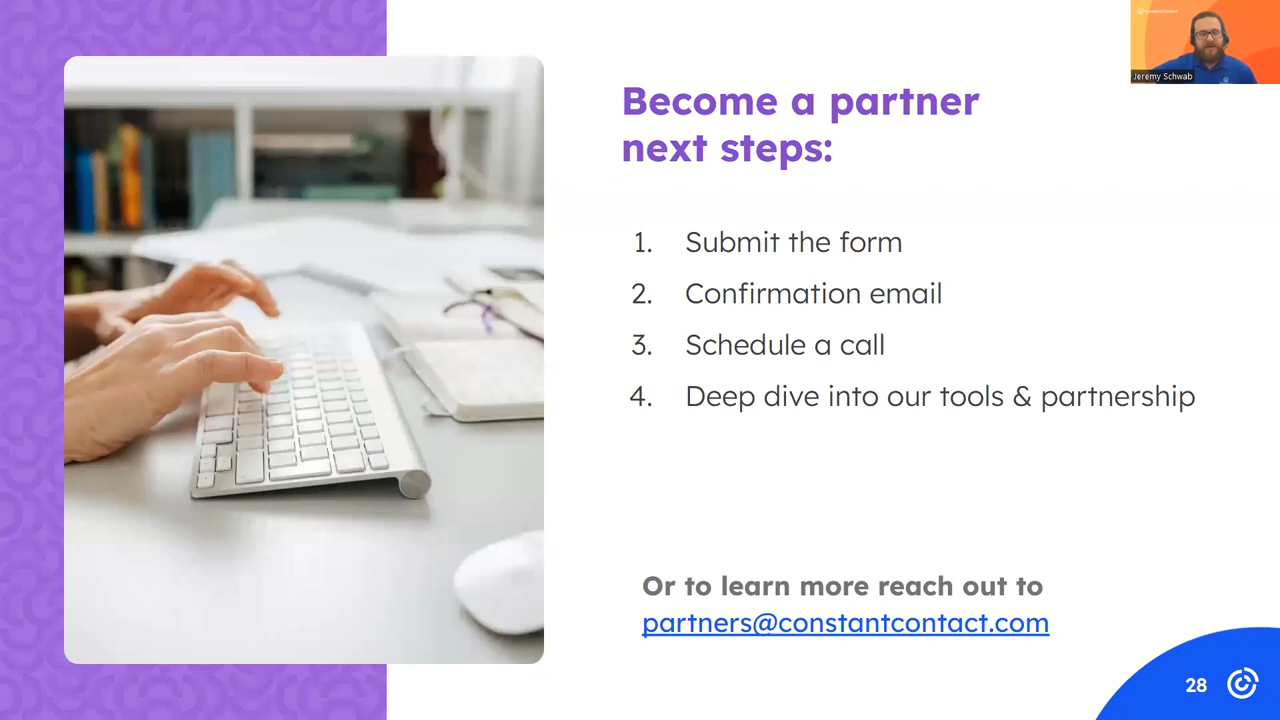 Become a partner
next steps:
1. Submit the form
2. Confirmation email
3. Schedule a call
4. Deep dive into our tools & partnership
Or to learn more reach out to
partners@constantcontact.com
28
Jeremy Schwab